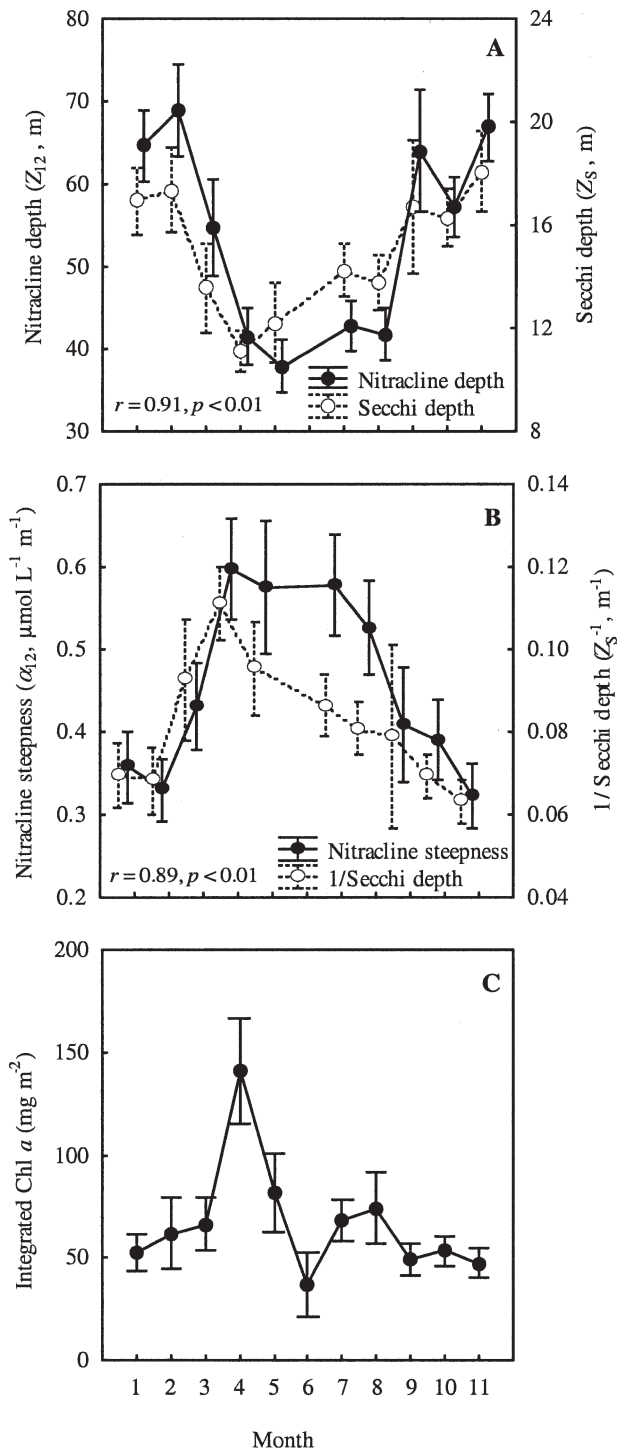 A
80
70
60
50
40
30
Nitracline depth (Z12 , m)
24
20
16
12
8
Secchi depth (ZS , m)
Nitracline depth
Secchi depth
r = 0.91, p < 0.01
B
0.7
0.6
0.5
0.4
0.3
0.2
Nitracline steepness (α12, μmol L-1 m-1)
0.14
0.12
0.10
0.08
0.06
0.04
1/ Secchi depth (ZS-1, m-1)
Nitracline steepness
1/Secchi depth
r = 0.89, p < 0.01
C
200
150
100
50
0
Integrated Chl a (mg m-2)
1 2 3 4 5 6 7 8 9 10 11
Month